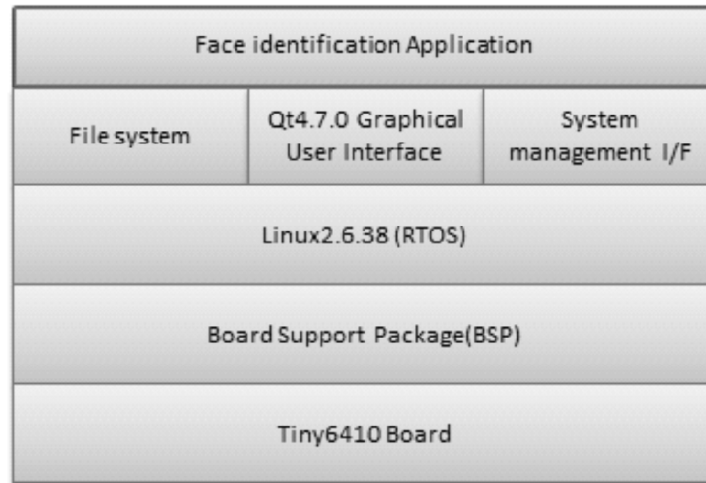 Face identification Application
File system
Qt4.7.0 Graphical
User Interface
System
management I/F
Linux2.6.38 (RTOS)
Board Support Package(BSP)
Tiny6410 Board